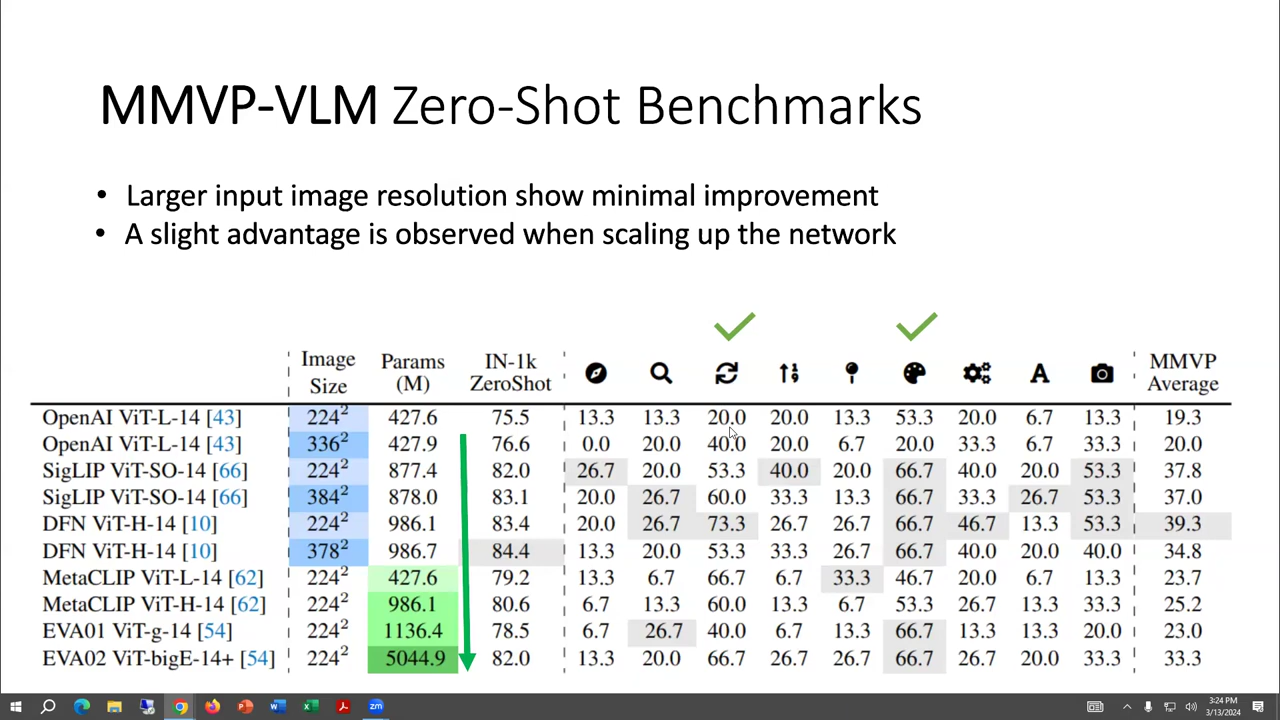 MMVP-VLM Zero-Shot Benchmarks
• Larger input image resolution show minimal improvement
• A slight advantage is observed when scaling up the network
Image Size Params (M) IN-1k ZeroShot A MMVP Average
OpenAI ViT-L-14 [43] 224² 427.6 75.5 13.3 13.3 20.0 20.0 13.3 53.3 20.0 6.7 13.3 19.3
OpenAI ViT-L-14 [43] 336² 427.9 76.6 0.0 20.0 40.0 20.0 6.7 20.0 33.3 6.7 33.3 20.0
SigLIP ViT-SO-14 [66] 224² 877.4 82.0 26.7 20.0 53.3 40.0 20.0 66.7 40.0 20.0 53.3 37.8
SigLIP ViT-SO-14 [66] 384² 878.0 83.1 20.0 26.7 60.0 33.3 13.3 66.7 33.3 26.7 53.3 37.0
DFN ViT-H-14 [10] 224² 986.1 83.4 20.0 26.7 73.3 26.7 26.7 66.7 46.7 13.3 53.3 39.3
DFN ViT-H-14 [10] 378² 986.7 84.4 13.3 20.0 53.3 33.3 26.7 66.7 40.0 20.0 40.0 34.8
MetaCLIP ViT-L-14 [62] 224² 427.6 79.2 13.3 6.7 66.7 6.7 33.3 46.7 20.0 6.7 13.3 23.7
MetaCLIP ViT-H-14 [62] 224² 986.1 80.6 6.7 13.3 60.0 13.3 6.7 53.3 26.7 13.3 33.3 25.2
EVA01 ViT-g-14 [54] 224² 1136.4 78.5 6.7 26.7 40.0 6.7 13.3 66.7 13.3 13.3 20.0 23.0
EVA02 ViT-bigE-14+ [54] 224² 5044.9 82.0 13.3 20.0 66.7 26.7 26.7 66.7 26.7 20.0 33.3 33.3
3:24 PM
3/13/2024